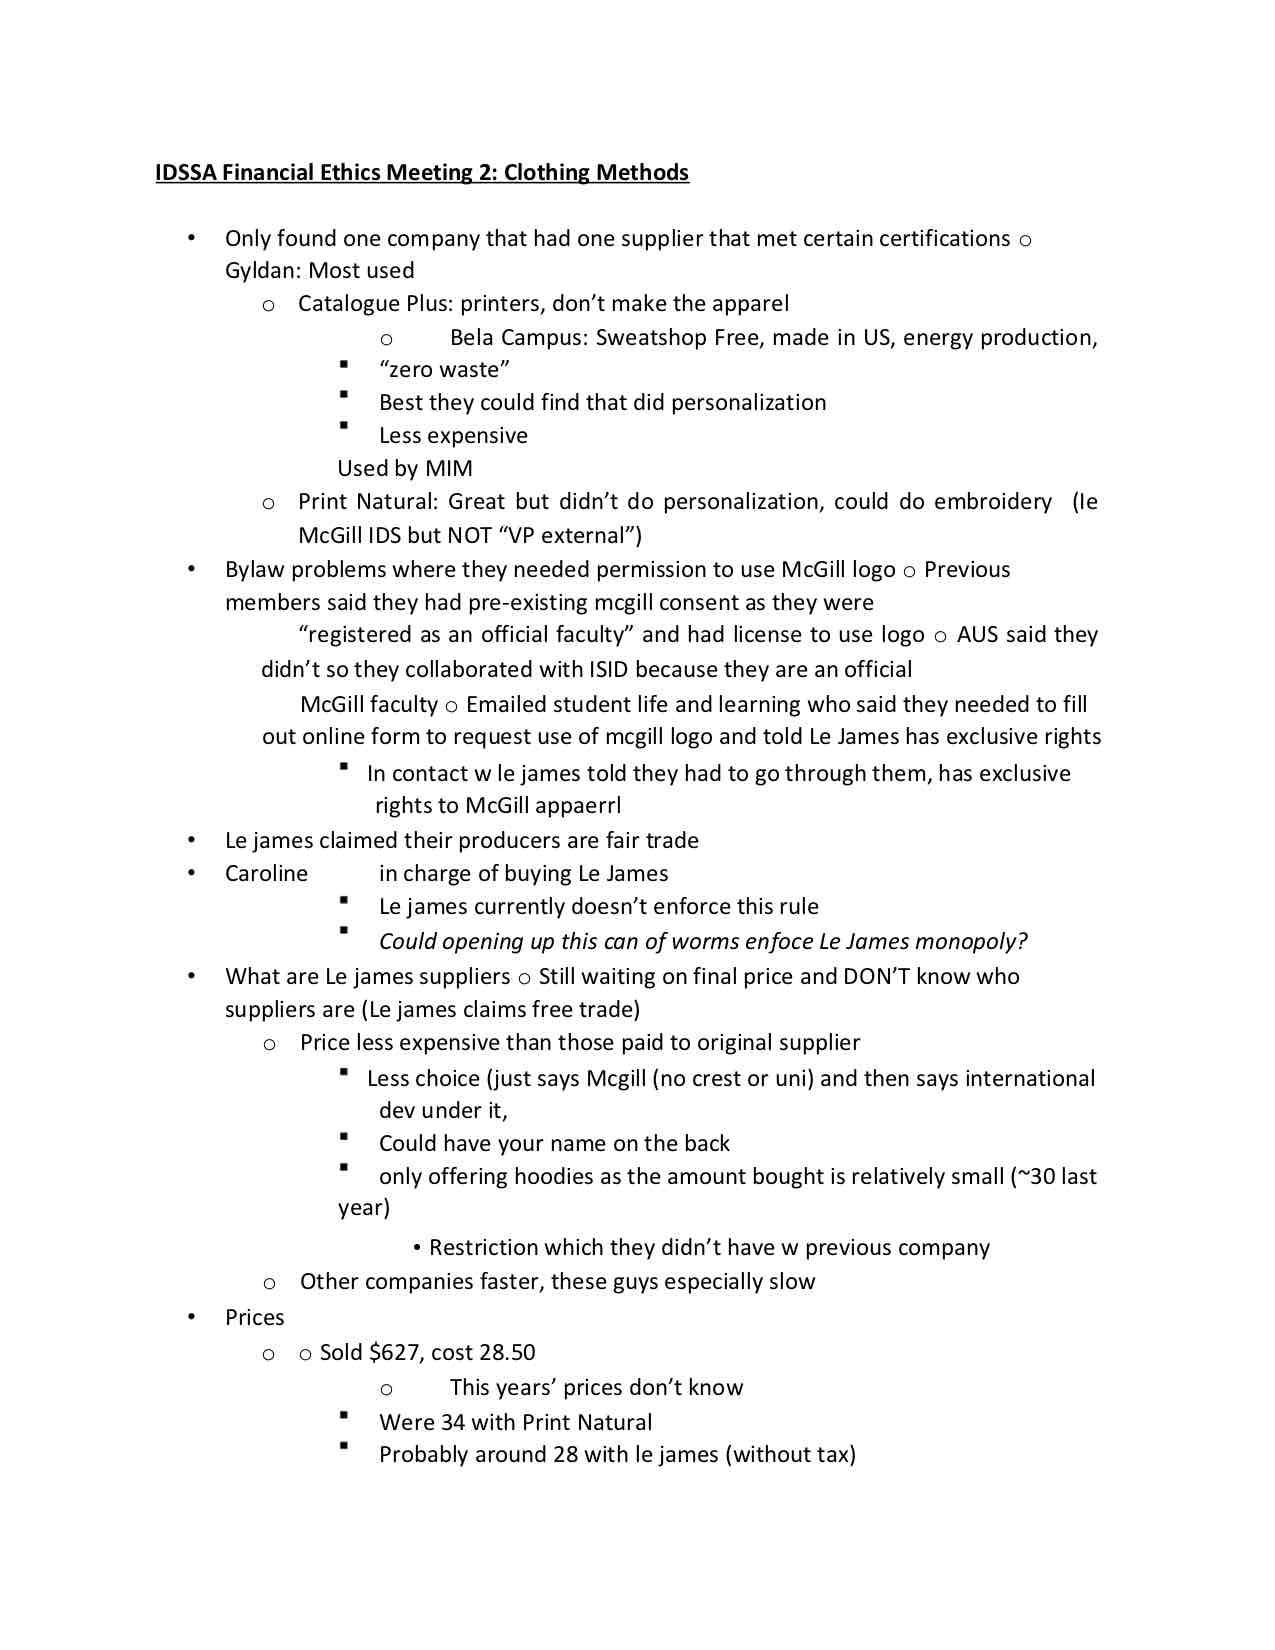 IDSSA Financial Ethics Meeting 2: Clothing Methods
• Only found one company that had one supplier that met certain certifications o
Gyldan: Most used
o Catalogue Plus: printers, don’t make the apparel
o Bela Campus: Sweatshop Free, made in US, energy production,
▪ “zero waste”
▪ Best they could find that did personalization
▪ Less expensive
Used by MIM
o Print Natural: Great but didn’t do personalization, could do embroidery (Ie
McGill IDS but NOT “VP external”)
• Bylaw problems where they needed permission to use McGill logo o Previous
members said they had pre-existing mcgill consent as they were
“registered as an official faculty” and had license to use logo o AUS said they
didn’t so they collaborated with ISID because they are an official
McGill faculty o Emailed student life and learning who said they needed to fill
out online form to request use of mcgill logo and told Le James has exclusive rights
▪ In contact w le james told they had to go through them, has exclusive
rights to McGill appaerrl
• Le james claimed their producers are fair trade
• Caroline in charge of buying Le James
▪ Le james currently doesn’t enforce this rule
▪ Could opening up this can of worms enfoce Le James monopoly?
• What are Le james suppliers o Still waiting on final price and DON’T know who
suppliers are (Le james claims free trade)
o Price less expensive than those paid to original supplier
▪ Less choice (just says Mcgill (no crest or uni) and then says international
dev under it,
▪ Could have your name on the back
▪ only offering hoodies as the amount bought is relatively small (~30 last
year)
• Restriction which they didn’t have w previous company
o Other companies faster, these guys especially slow
• Prices
o o Sold $627, cost 28.50
o This years’ prices don’t know
▪ Were 34 with Print Natural
▪ Probably around 28 with le james (without tax)